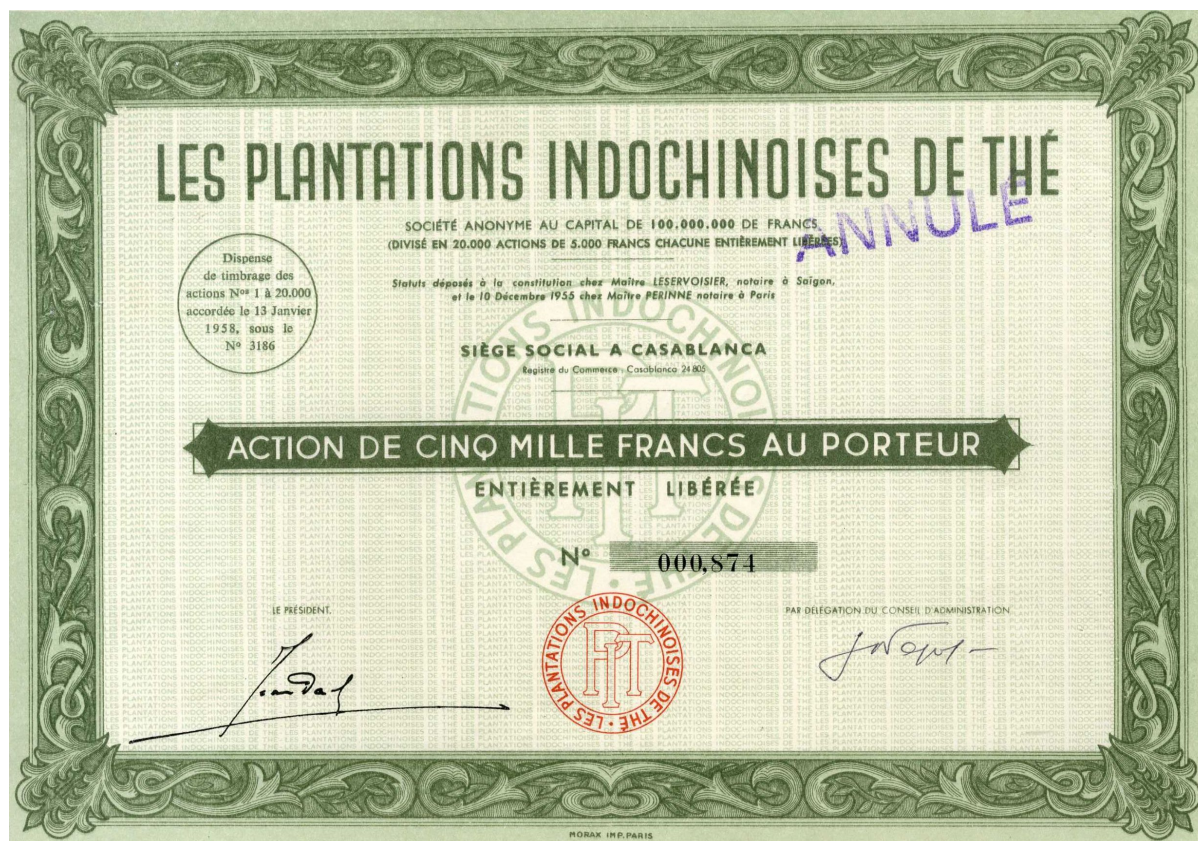 LES PLANTATIONS INDOCHINOISES DE THÉ
ANNULÉ
SOCIÉTÉ ANONYME AU CAPITAL DE 100.000.000 DE FRANCS
(DIVISÉ EN 20.000 ACTIONS DE 5.000 FRANCS CHACUNE ENTIÈREMENT LIBÉRÉES)
Dispense
de timbrage des
actions Nos 1 à 20.000
accordée le 13 Janvier
1958, sous le
No 3186
Statuts déposés à la constitution chez Maître LESERVOISIER, notaire à Saïgon,
et le 10 Décembre 1955 chez Maître PERINNE notaire à Paris
SIÈGE SOCIAL A CASABLANCA
Registre du Commerce : Casablanca 24.805
ACTION DE CINQ MILLE FRANCS AU PORTEUR
ENTIÈREMENT LIBÉRÉE
No 000,874
LE PRÉSIDENT.
PAR DÉLÉGATION DU CONSEIL D'ADMINISTRATION
LES PLANTATIONS INDOCHINOISES DE THÉ
PIT
LES PLANTATIONS INDOCHINOISES DE THÉ
PIT
MORAX IMP. PARIS